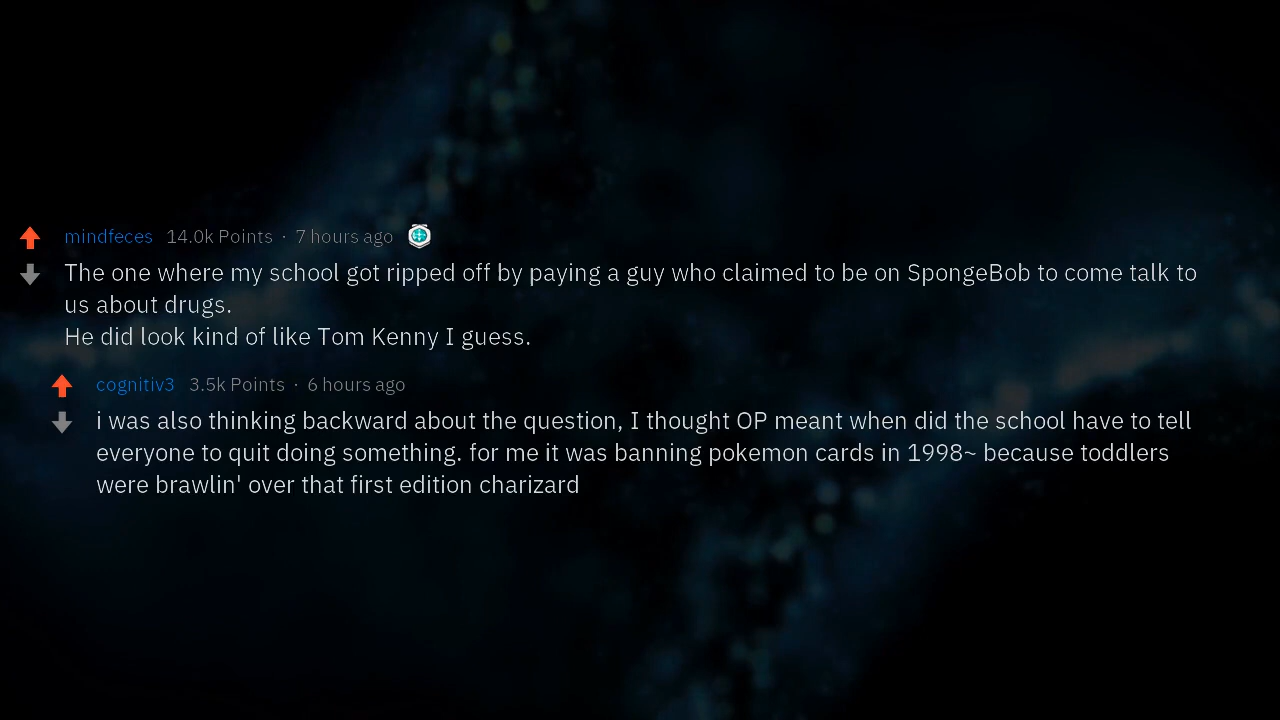 mindfeces 14.0k Points · 7 hours ago
The one where my school got ripped off by paying a guy who claimed to be on SpongeBob to come talk to
us about drugs.
He did look kind of like Tom Kenny I guess.
cognitiv3 3.5k Points · 6 hours ago
i was also thinking backward about the question, I thought OP meant when did the school have to tell
everyone to quit doing something. for me it was banning pokemon cards in 1998~ because toddlers
were brawlin' over that first edition charizard